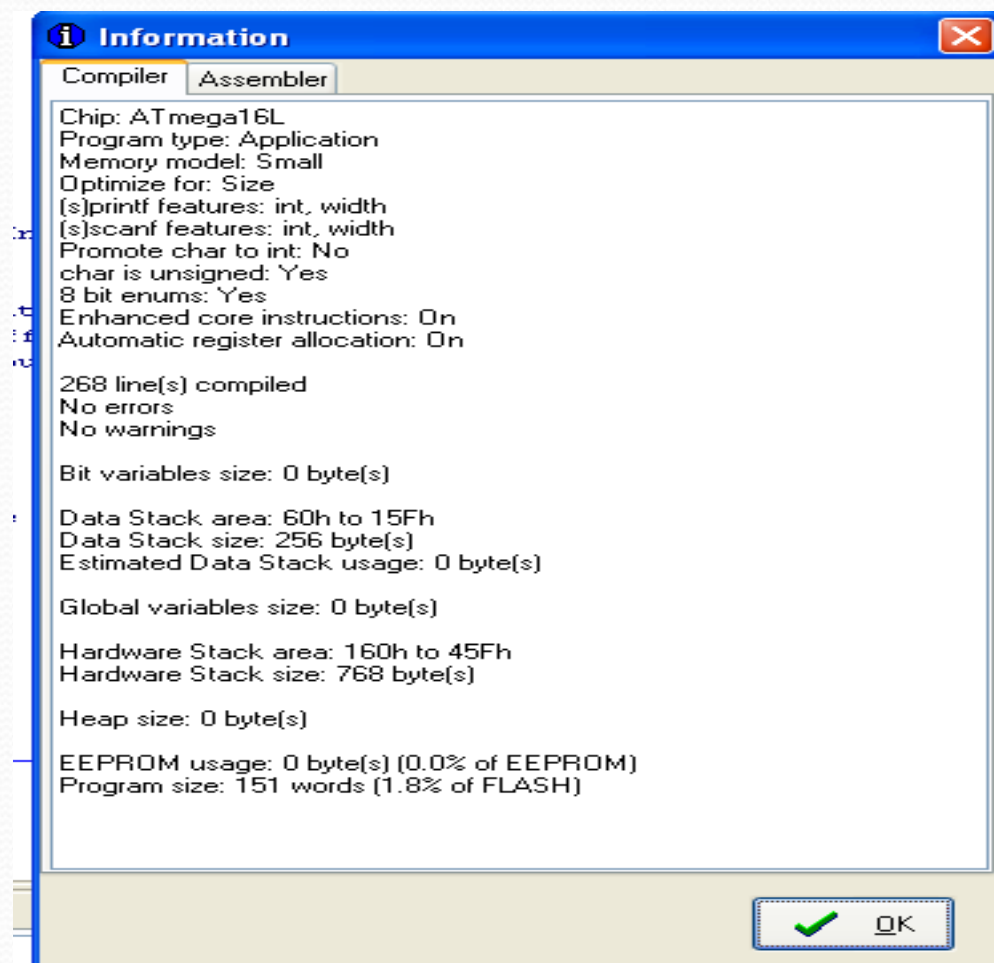 Information
Compiler Assembler
Chip: ATmega16L
Program type: Application
Memory model: Small
Optimize for: Size
(s)printf features: int, width
(s)scanf features: int, width
Promote char to int: No
char is unsigned: Yes
8 bit enums: Yes
Enhanced core instructions: On
Automatic register allocation: On
268 line(s) compiled
No errors
No warnings
Bit variables size: 0 byte(s)
Data Stack area: 60h to 15Fh
Data Stack size: 256 byte(s)
Estimated Data Stack usage: 0 byte(s)
Global variables size: 0 byte(s)
Hardware Stack area: 160h to 45Fh
Hardware Stack size: 768 byte(s)
Heap size: 0 byte(s)
EEPROM usage: 0 byte(s) (0.0% of EEPROM)
Program size: 151 words (1.8% of FLASH)
OK